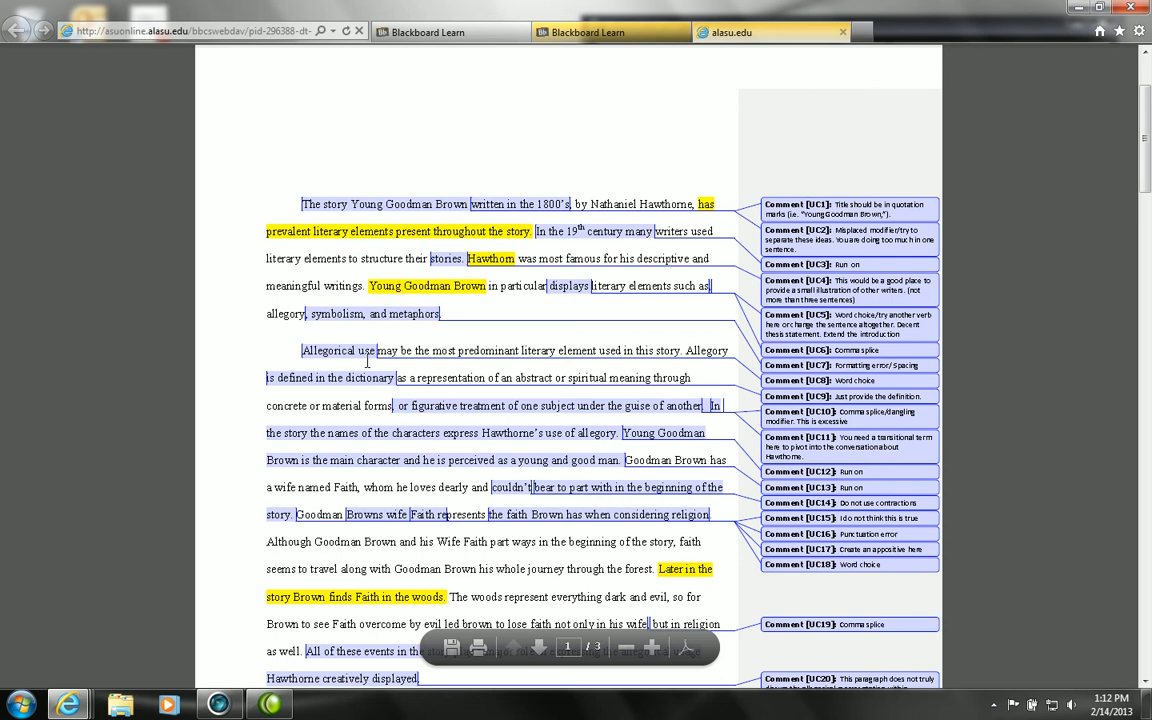 http://asuonline.alasu.edu/bbcswebdav/pid-296388-dt-
Blackboard Learn
Blackboard Learn
alasu.edu
The story Young Goodman Brown written in the 1800's, by Nathaniel Hawthorne, has
prevalent literary elements present throughout the story. In the 19th century many writers used
literary elements to structure their stories. Hawthorn was most famous for his descriptive and
meaningful writings. Young Goodman Brown in particular displays literary elements such as,
allegory, symbolism, and metaphors.
Allegorical use may be the most predominant literary element used in this story. Allegory
is defined in the dictionary as a representation of an abstract or spiritual meaning through
concrete or material forms, or figurative treatment of one subject under the guise of another. In
the story the names of the characters express Hawthorne's use of allegory. Young Goodman
Brown is the main character and he is perceived as a young and good man. Goodman Brown has
a wife named Faith, whom he loves dearly and couldn't bear to part with in the beginning of the
story. Goodman Browns wife Faith represents the faith Brown has when considering religion.
Although Goodman Brown and his Wife Faith part ways in the beginning of the story, faith
seems to travel along with Goodman Brown his whole journey through the forest. Later in the
story Brown finds Faith in the woods. The woods represent everything dark and evil, so for
Brown to see Faith overcome by evil led brown to lose faith not only in his wife, but in religion
as well. All of these events in the
Hawthorne creatively displayed.
Comment [UC1]: Title should be in quotation
marks (i.e. "Young Goodman Brown,").
Comment [UC2]: Misplaced modifier/try to
separate these ideas. You are doing too much in one
sentence.
Comment [UC3]: Run on
Comment [UC4]: This would be a good place to
provide a small illustration of other writers. (not
more than three sentences)
Comment [UC5]: Word choice/try another verb
here or change the sentence altogether. Decent
thesis statement. Extend the introduction
Comment [UC6]: Comma splice
Comment [UC7]: Formatting error/ Spacing
Comment [UC8]: Word choice
Comment [UC9]: Just provide the definition.
Comment [UC10]: Comma splice/dangling
modifier. This is excessive
Comment [UC11]: You need a transitional term
here to pivot into the conversation about
Hawthorne.
Comment [UC12]: Run on
Comment [UC13]: Run on
Comment [UC14]: Do not use contractions
Comment [UC15]: I do not think this is true
Comment [UC16]: Punctuation error
Comment [UC17]: Create an appositive here
Comment [UC18]: Word choice
Comment [UC19]: Comma splice
Comment [UC20]: This paragraph does not truly
1 / 3
1:12 PM
2/14/2013